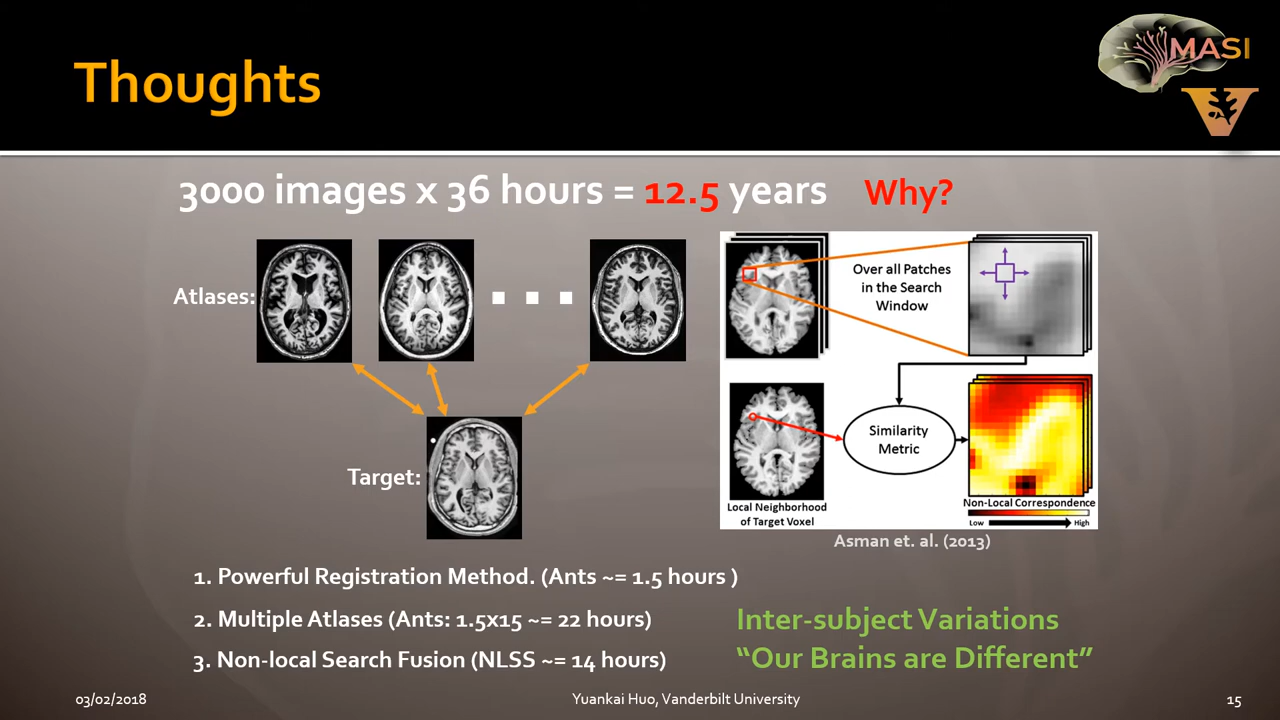 MASI
Thoughts
3000 images x 36 hours = 12.5 years Why?
Atlases:
Target:
Over all Patches
in the Search
Window
Similarity
Metric
Local Neighborhood
of Target Voxel
Non-Local Correspondence
Low High
Asman et. al. (2013)
1. Powerful Registration Method. (Ants ~= 1.5 hours )
2. Multiple Atlases (Ants: 1.5x15 ~= 22 hours)
3. Non-local Search Fusion (NLSS ~= 14 hours)
Inter-subject Variations
“Our Brains are Different”
03/02/2018
Yuankai Huo, Vanderbilt University
15